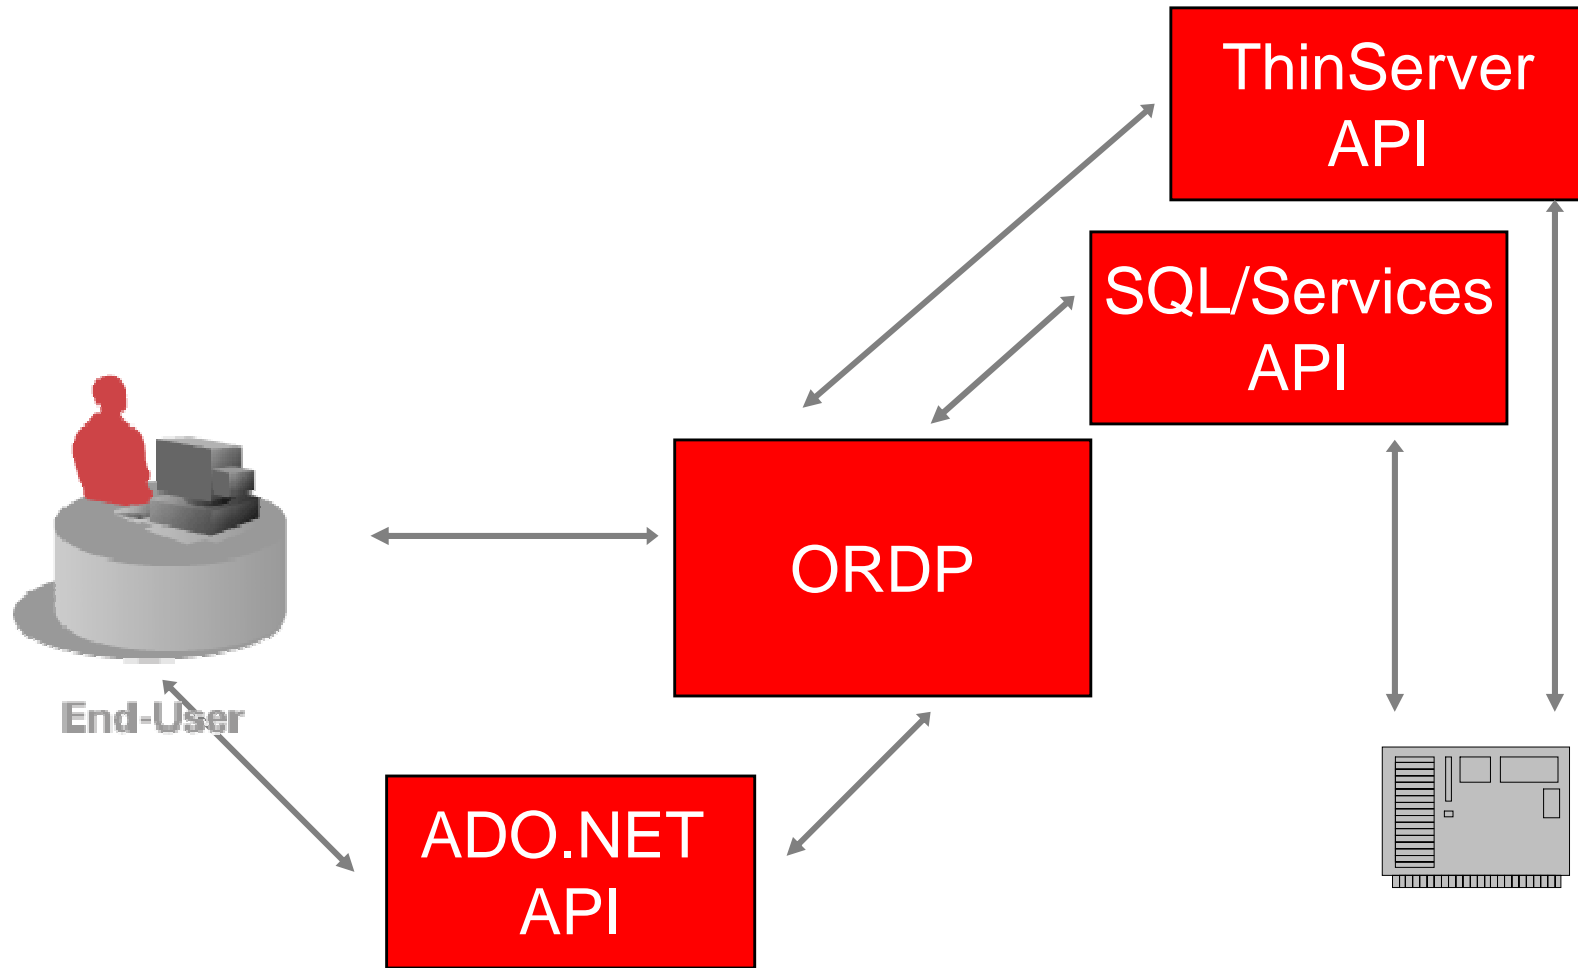 ThinServer
API
SQL/Services
API
ORDP
End-User
ADO.NET
API